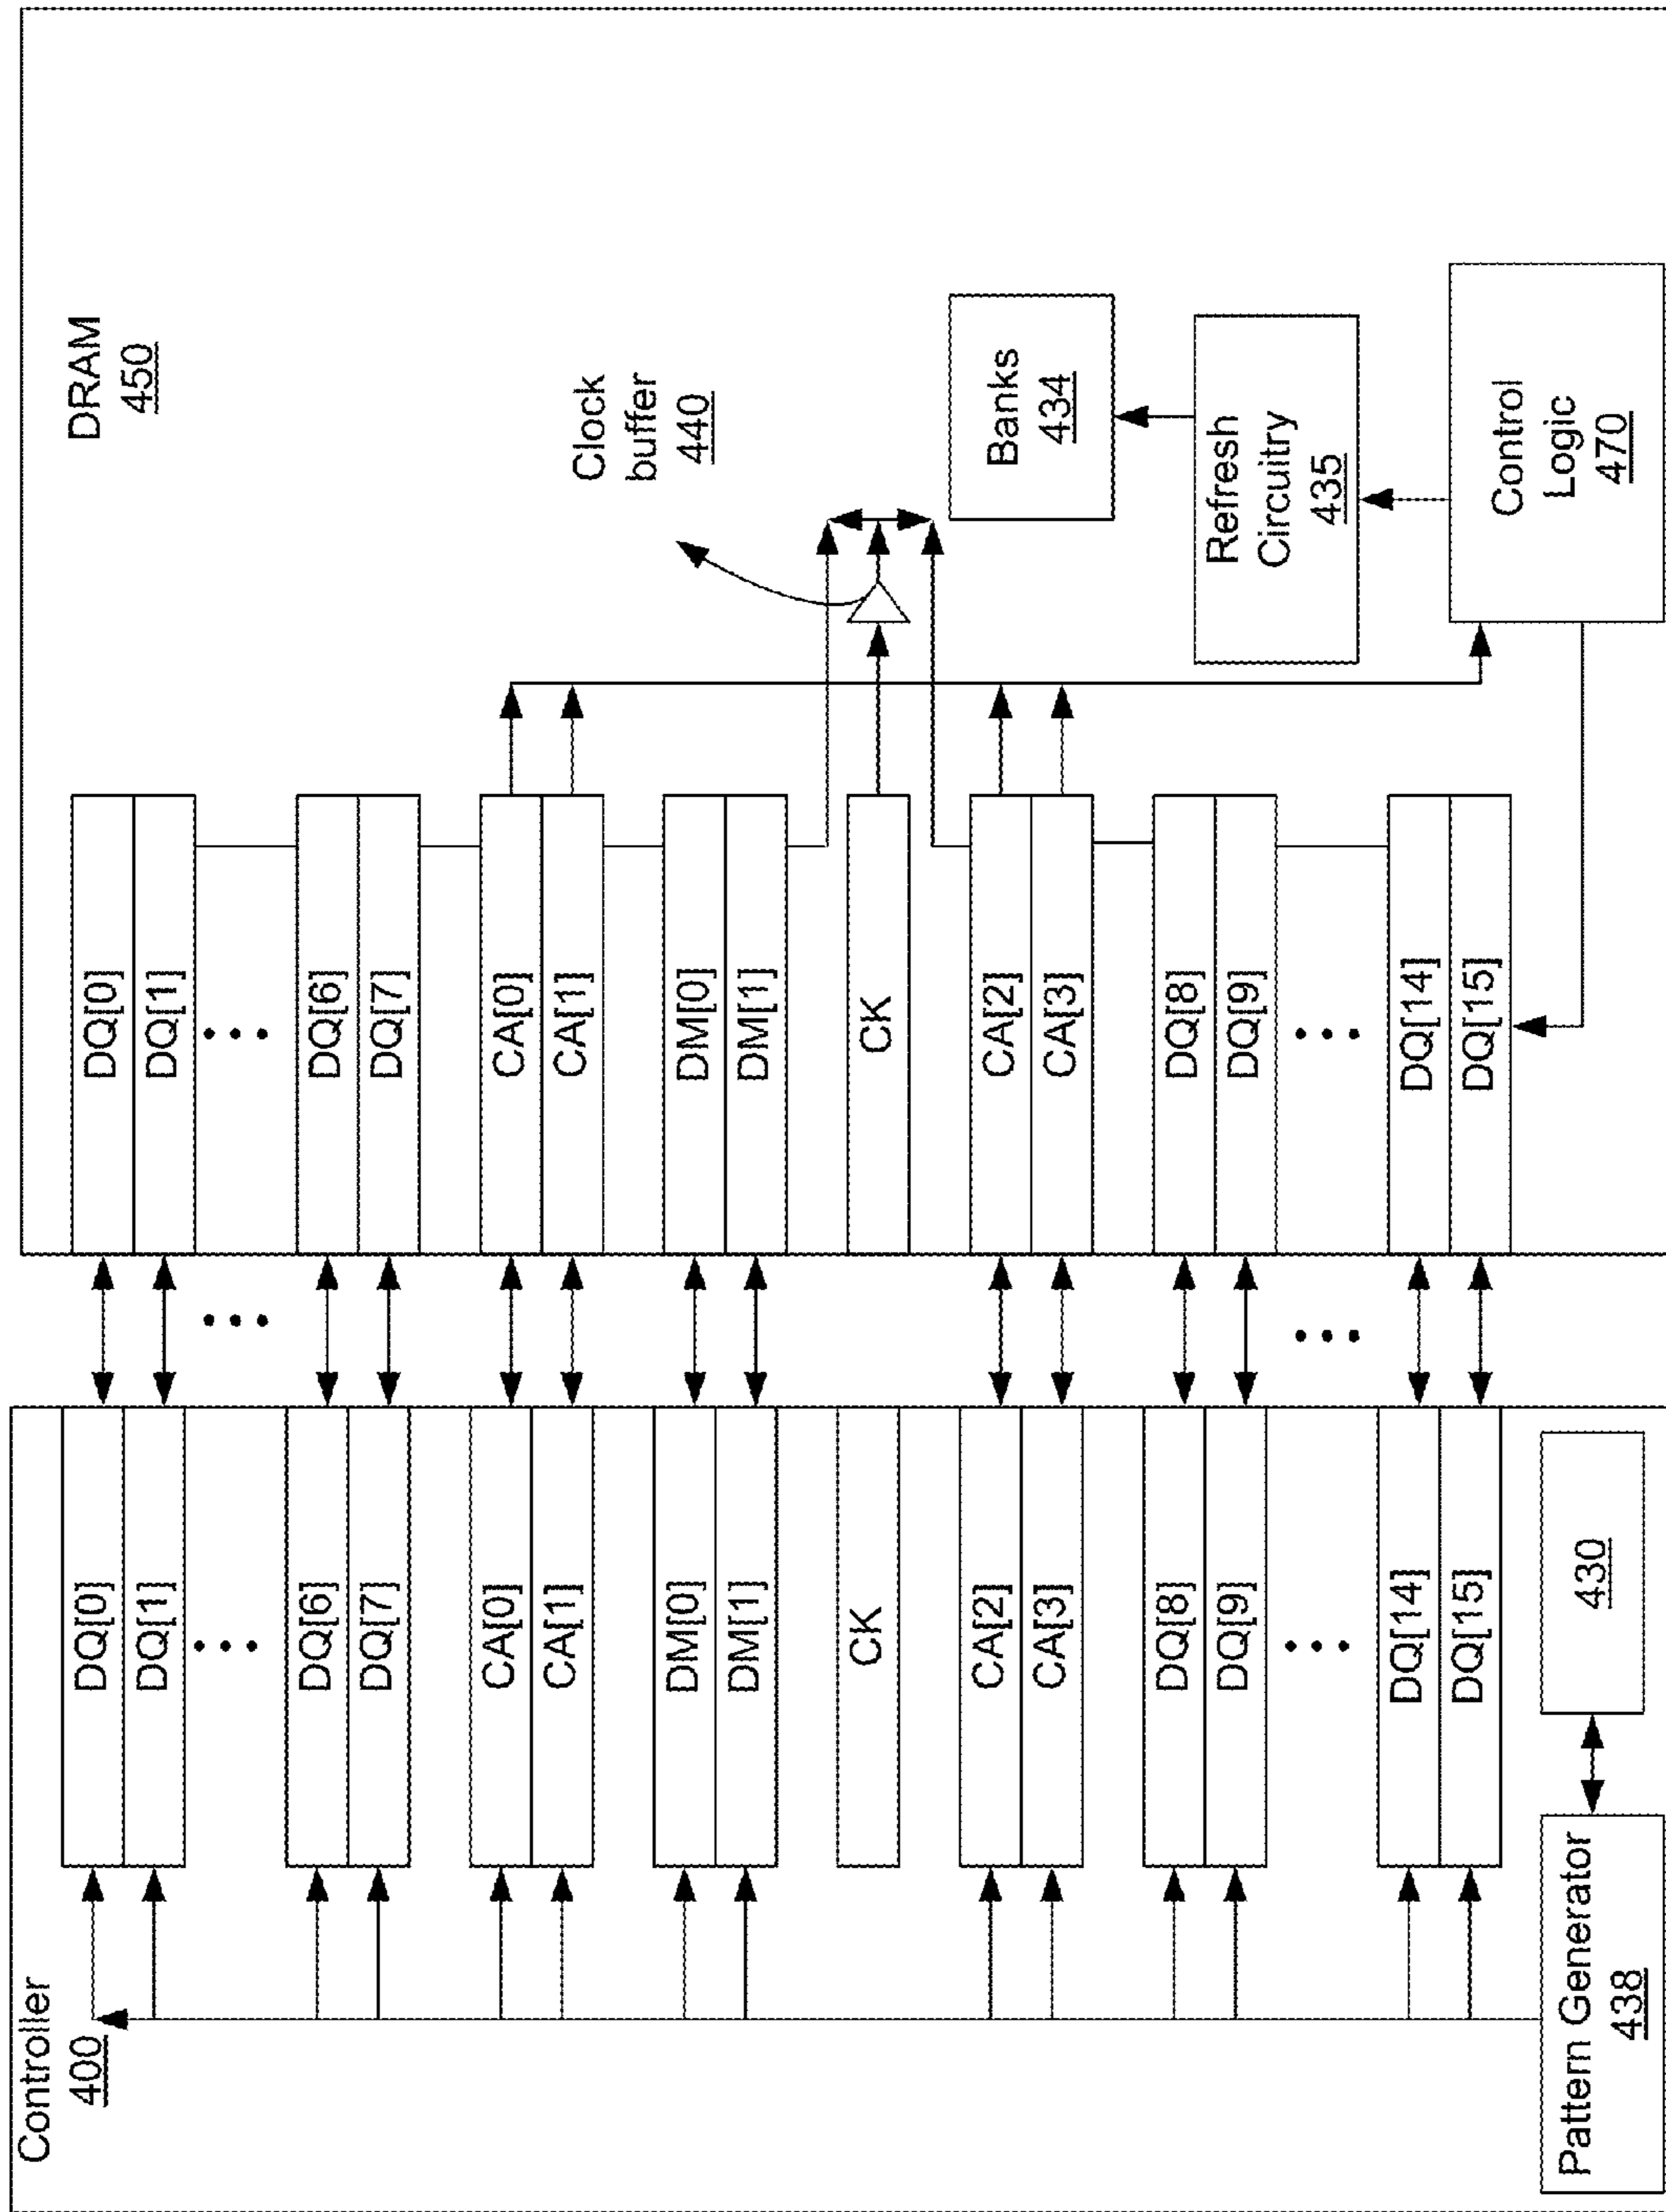 Controller
400
DQ[0]
DQ[1]
• • •
DQ[6]
DQ[7]
CA[0]
CA[1]
DM[0]
DM[1]
CK
CA[2]
CA[3]
DQ[8]
DQ[9]
• • •
DQ[14]
DQ[15]
Pattern Generator
438
430
• • •
• • •
DRAM
450
DQ[0]
DQ[1]
• • •
DQ[6]
DQ[7]
CA[0]
CA[1]
DM[0]
DM[1]
CK
CA[2]
CA[3]
DQ[8]
DQ[9]
• • •
DQ[14]
DQ[15]
Clock
buffer
440
Banks
434
Refresh
Circuitry
435
Control
Logic
470